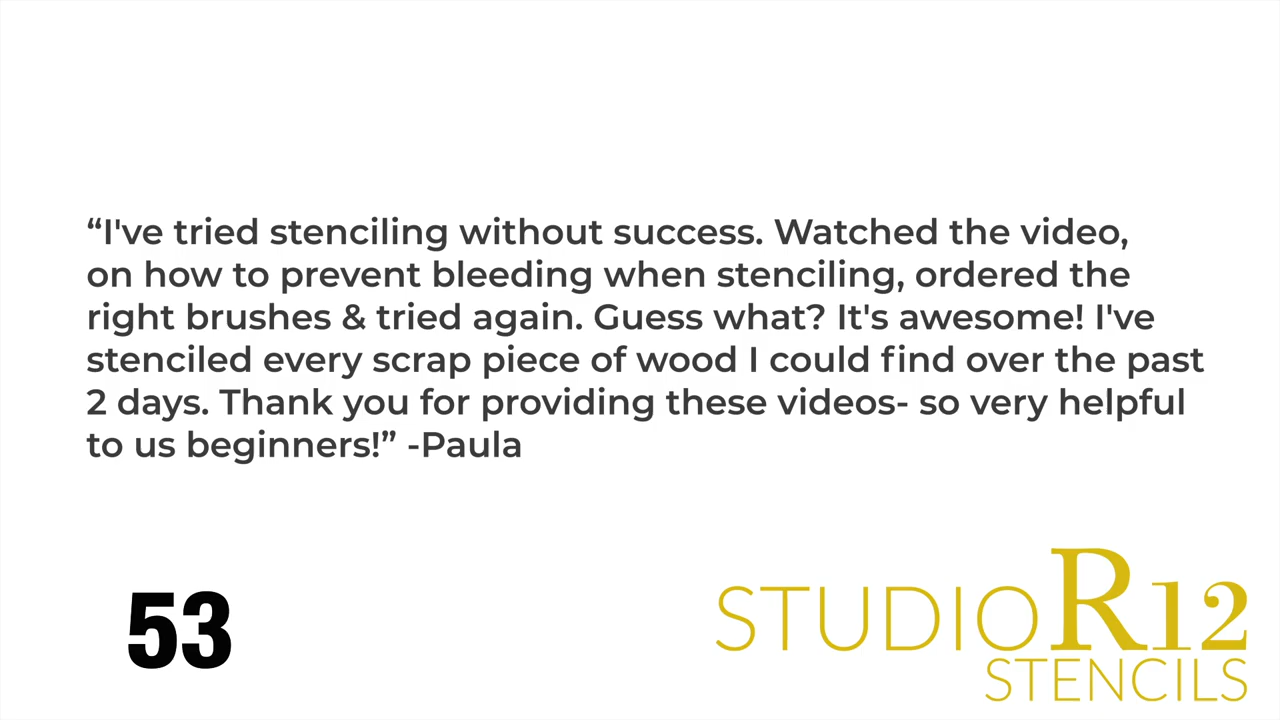 “I've tried stenciling without success. Watched the video,
on how to prevent bleeding when stenciling, ordered the
right brushes & tried again. Guess what? It's awesome! I've
stenciled every scrap piece of wood I could find over the past
2 days. Thank you for providing these videos- so very helpful
to us beginners!” -Paula
53
STUDIOR12
STENCILS